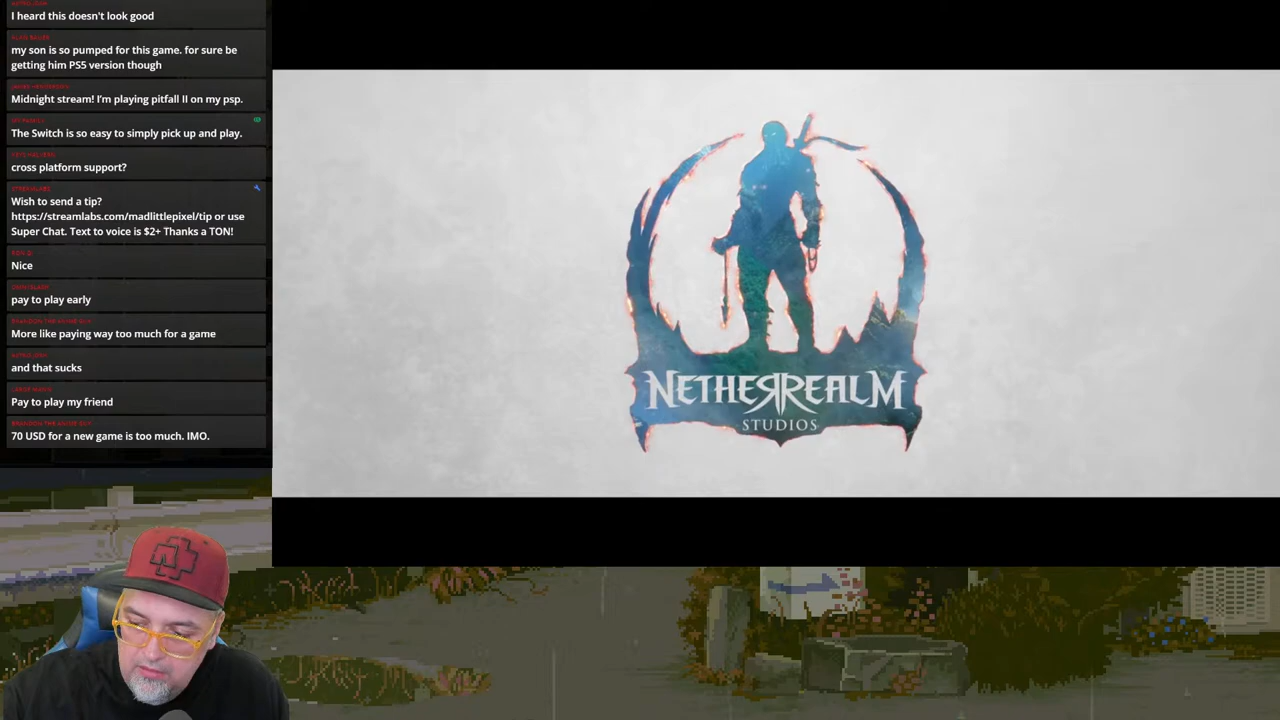 I heard this doesn't look good
my son is so pumped for this game. for sure be
getting him PS5 version though
Midnight stream! I'm playing pitfall II on my psp.
The Switch is so easy to simply pick up and play.
cross platform support?
STREAMLABS
Wish to send a tip?
https://streamlabs.com/madlittlepixel/tip or use
Super Chat. Text to voice is $2+ Thanks a TON!
Nice
pay to play early
More like paying way too much for a game
and that sucks
Pay to play my friend
70 USD for a new game is too much. IMO.
NETHERREALM
STUDIOS